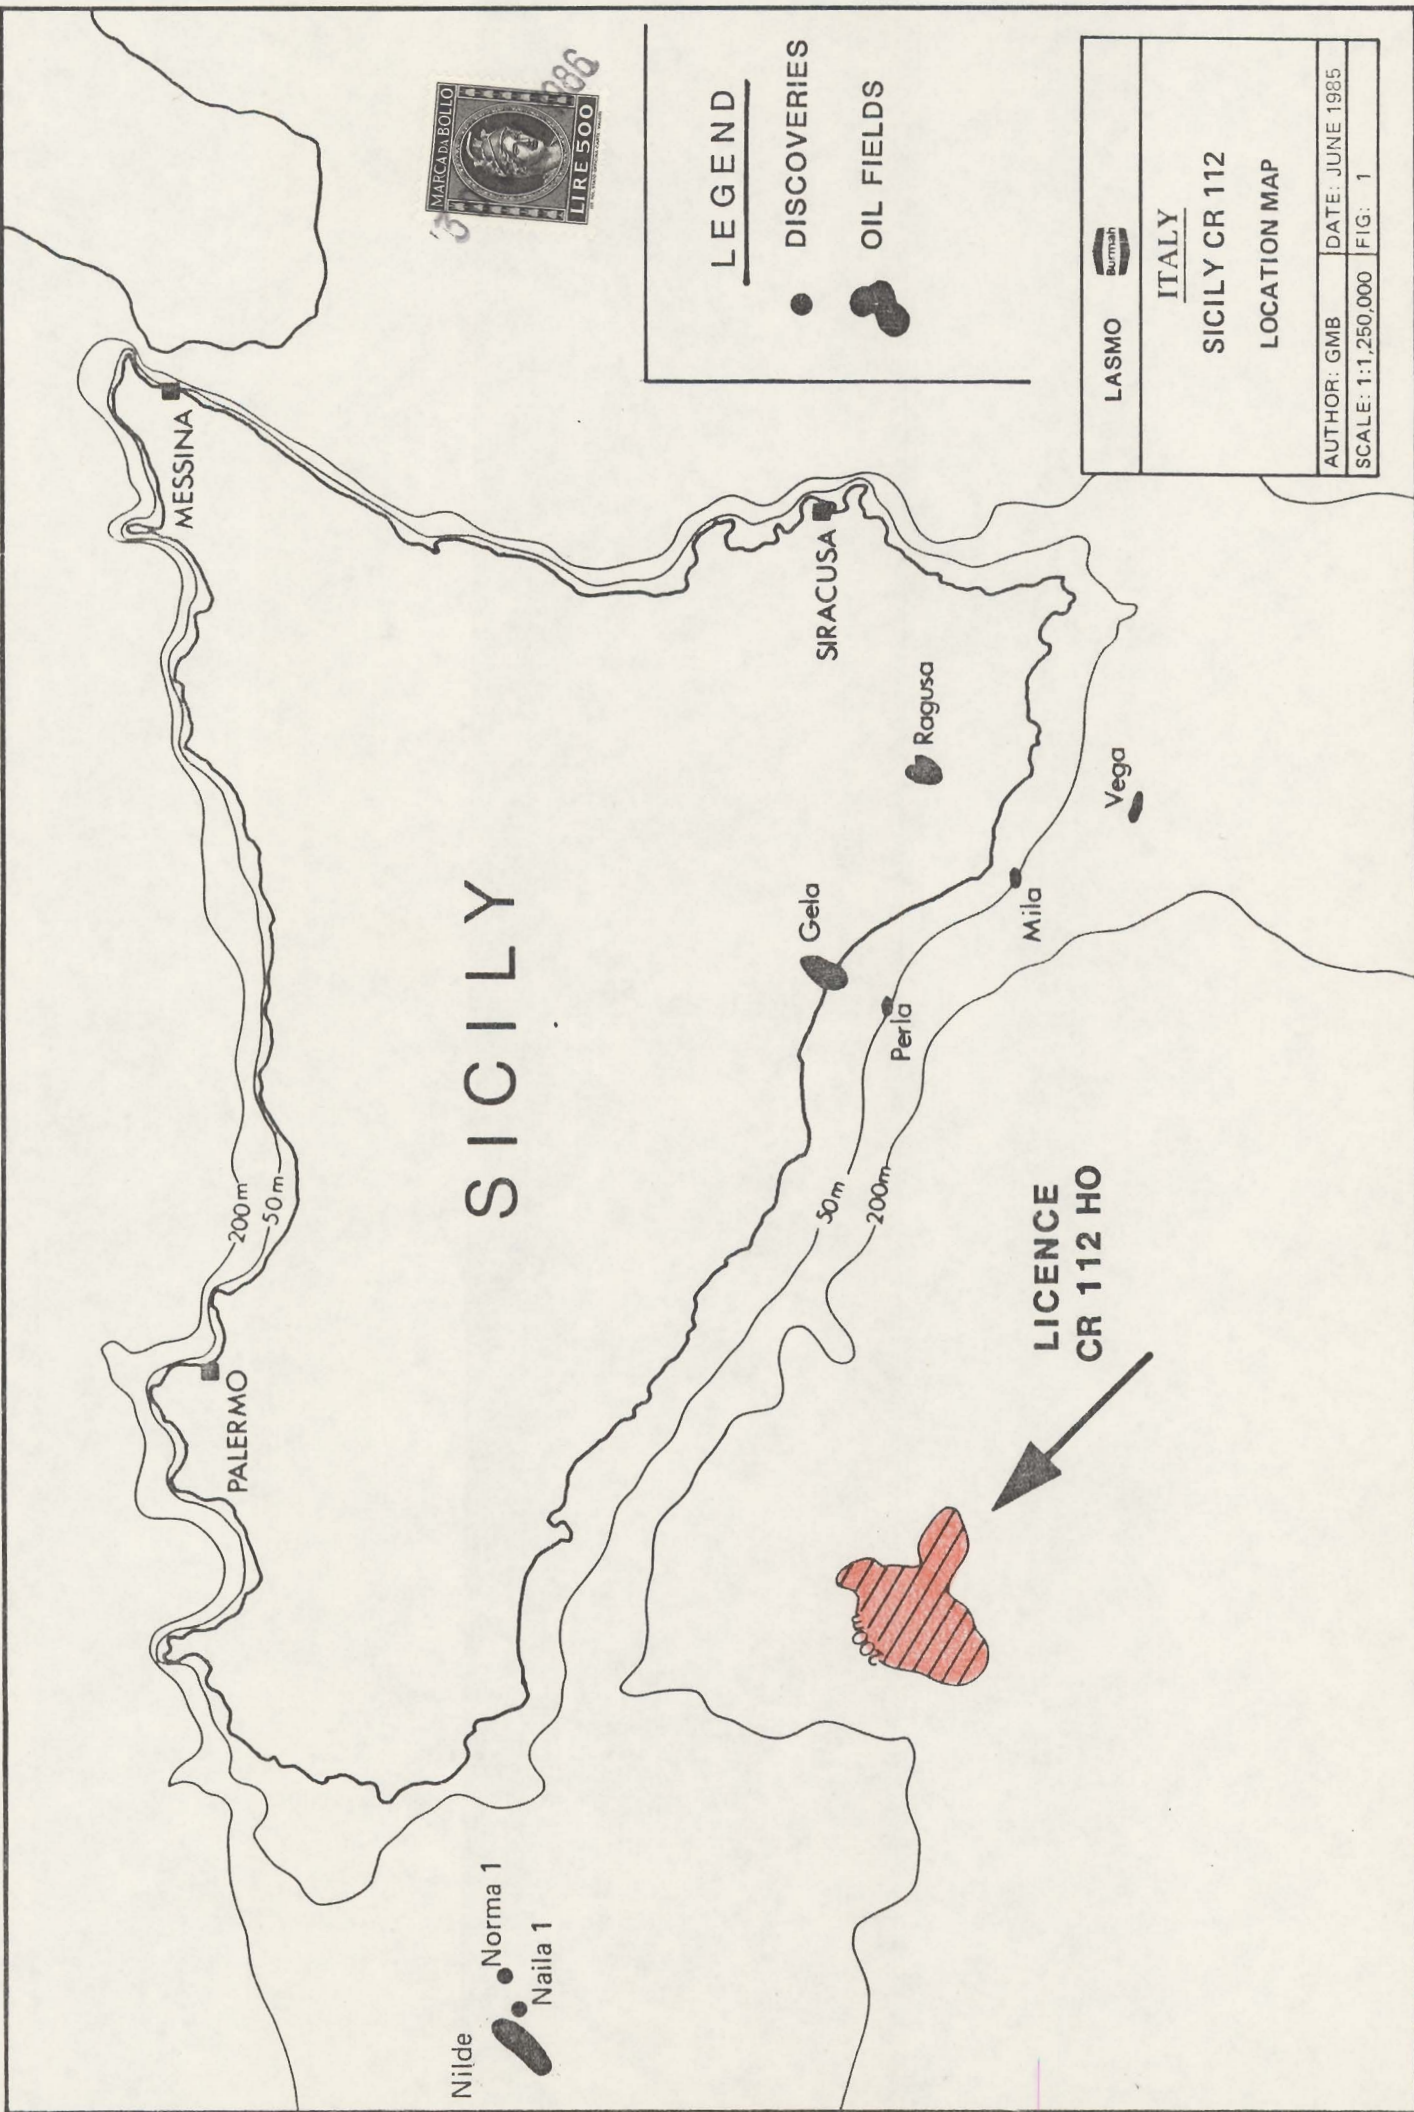 MESSINA
PALERMO
200m
50m
SICILY
Nilde
Norma 1
Naila 1
SIRACUSA
Ragusa
Gela
Perla
Mila
Vega
50m
200m
200m
LICENCE
CR 112 HO
MARCA DA BOLLO
LIRE 500
LEGEND
DISCOVERIES
OIL FIELDS
LASMO
Burmah
ITALY
SICILY CR 112
LOCATION MAP
AUTHOR: GMB
DATE: JUNE 1985
SCALE: 1:1,250,000
FIG: 1